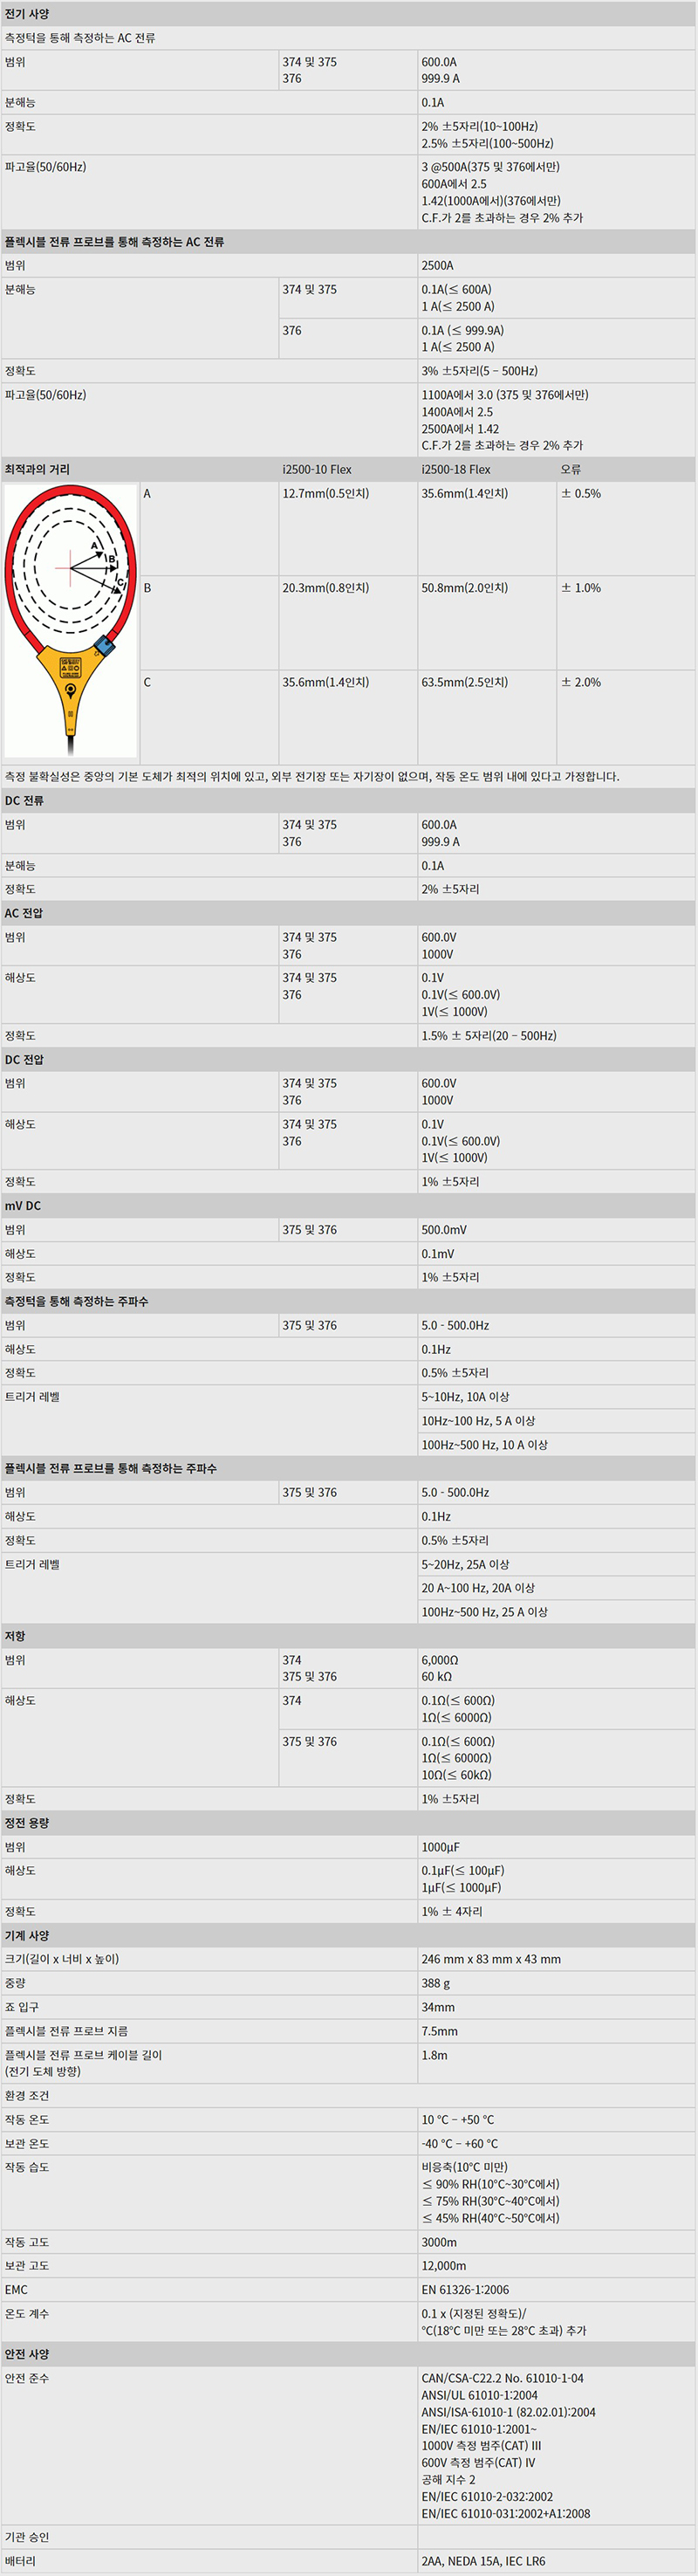 전기 사양
측정턱을 통해 측정하는 AC 전류
범위 374 및 375 600.0A
376 999.9 A
분해능 0.1A
정확도 2% ±5자리(10~100Hz)
2.5% ±5자리(100~500Hz)
파고율(50/60Hz) 3 @500A(375 및 376에서만)
600A에서 2.5
1.42(1000A에서)(376에서만)
C.F.가 2를 초과하는 경우 2% 추가
플렉시블 전류 프로브를 통해 측정하는 AC 전류
범위 2500A
분해능 374 및 375 0.1A(≤ 600A)
1 A(≤ 2500 A)
376 0.1A (≤ 999.9A)
1 A(≤ 2500 A)
정확도 3% ±5자리(5 – 500Hz)
파고율(50/60Hz) 1100A에서 3.0 (375 및 376에서만)
1400A에서 2.5
2500A에서 1.42
C.F.가 2를 초과하는 경우 2% 추가
최적과의 거리 i2500-10 Flex i2500-18 Flex 오류
A 12.7mm(0.5인치) 35.6mm(1.4인치) ± 0.5%
A
B
C
B 20.3mm(0.8인치) 50.8mm(2.0인치) ± 1.0%
C 35.6mm(1.4인치) 63.5mm(2.5인치) ± 2.0%
측정 불확실성은 중앙의 기본 도체가 최적의 위치에 있고, 외부 전기장 또는 자기장이 없으며, 작동 온도 범위 내에 있다고 가정합니다.
DC 전류
범위 374 및 375 600.0A
376 999.9 A
분해능 0.1A
정확도 2% ±5자리
AC 전압
범위 374 및 375 600.0V
376 1000V
해상도 374 및 375 0.1V
376 0.1V(≤ 600.0V)
1V(≤ 1000V)
정확도 1.5% ± 5자리(20 – 500Hz)
DC 전압
범위 374 및 375 600.0V
376 1000V
해상도 374 및 375 0.1V
376 0.1V(≤ 600.0V)
1V(≤ 1000V)
정확도 1% ±5자리
mV DC
범위 375 및 376 500.0mV
해상도 0.1mV
정확도 1% ±5자리
측정턱을 통해 측정하는 주파수
범위 375 및 376 5.0 - 500.0Hz
해상도 0.1Hz
정확도 0.5% ±5자리
트리거 레벨 5~10Hz, 10A 이상
10Hz~100 Hz, 5 A 이상
100Hz~500 Hz, 10 A 이상
플렉시블 전류 프로브를 통해 측정하는 주파수
범위 375 및 376 5.0 - 500.0Hz
해상도 0.1Hz
정확도 0.5% ±5자리
트리거 레벨 5~20Hz, 25A 이상
20 A~100 Hz, 20A 이상
100Hz~500 Hz, 25 A 이상
저항
범위 374 6,000Ω
375 및 376 60 kΩ
해상도 374 0.1Ω(≤ 600Ω)
1Ω(≤ 6000Ω)
375 및 376 0.1Ω(≤ 600Ω)
1Ω(≤ 6000Ω)
10Ω(≤ 60kΩ)
정확도 1% ±5자리
정전 용량
범위 1000µF
해상도 0.1µF(≤ 100µF)
1µF(≤ 1000µF)
정확도 1% ± 4자리
기계 사양
크기(길이 x 너비 x 높이) 246 mm x 83 mm x 43 mm
중량 388 g
죠 입구 34mm
플렉시블 전류 프로브 지름 7.5mm
플렉시블 전류 프로브 케이블 길이 1.8m
(전기 도체 방향)
환경 조건
작동 온도 10 °C – +50 °C
보관 온도 -40 °C – +60 °C
작동 습도 비응축(10°C 미만)
≤ 90% RH(10°C~30°C에서)
≤ 75% RH(30°C~40°C에서)
≤ 45% RH(40°C~50°C에서)
작동 고도 3000m
보관 고도 12,000m
EMC EN 61326-1:2006
온도 계수 0.1 x (지정된 정확도)/
°C(18°C 미만 또는 28°C 초과) 추가
안전 사양
안전 준수 CAN/CSA-C22.2 No. 61010-1-04
ANSI/UL 61010-1:2004
ANSI/ISA-61010-1 (82.02.01):2004
EN/IEC 61010-1:2001~
1000V 측정 범주(CAT) III
600V 측정 범주(CAT) IV
공해 지수 2
EN/IEC 61010-2-032:2002
EN/IEC 61010-031:2002+A1:2008
기관 승인
배터리 2AA, NEDA 15A, IEC LR6